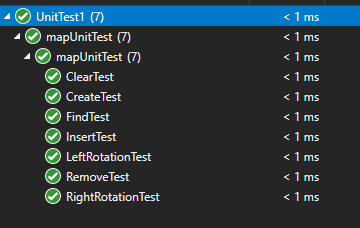 UnitTest1 (7) < 1 ms
mapUnitTest (7) < 1 ms
mapUnitTest (7) < 1 ms
ClearTest < 1 ms
CreateTest < 1 ms
FindTest < 1 ms
InsertTest < 1 ms
LeftRotationTest < 1 ms
RemoveTest < 1 ms
RightRotationTest < 1 ms